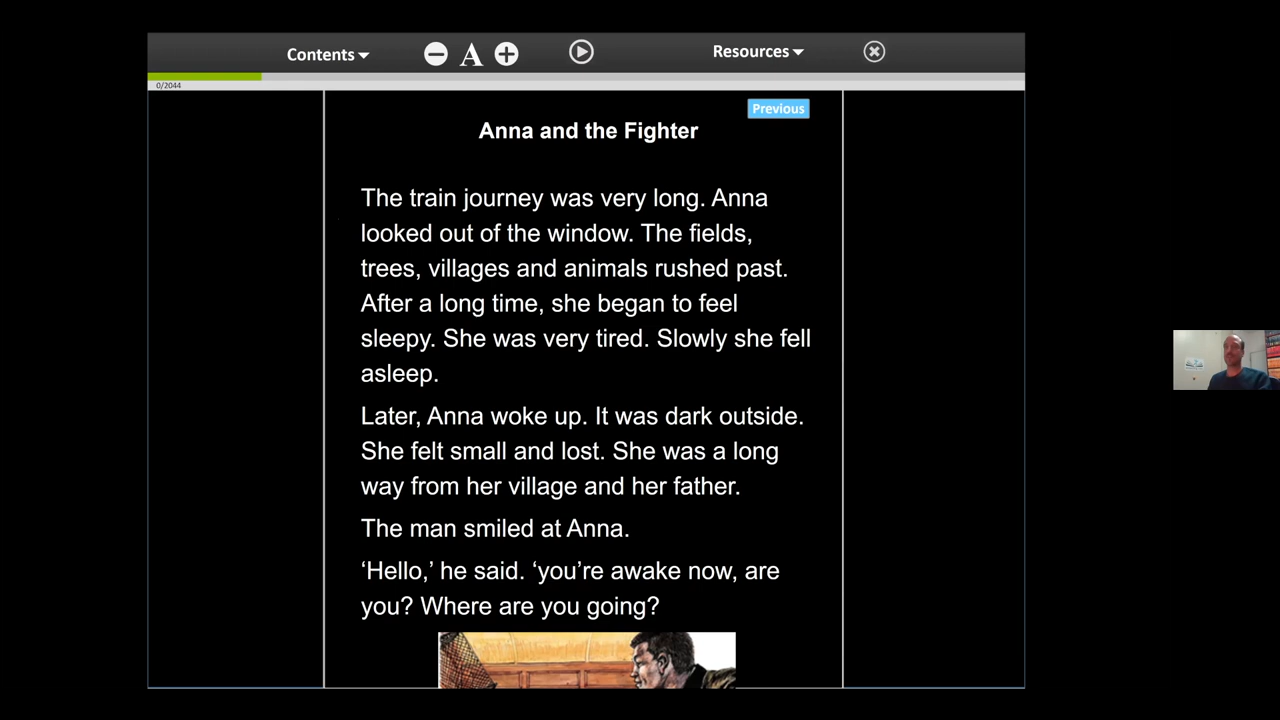 Contents
A
Resources
0/2044
Previous
Anna and the Fighter
The train journey was very long. Anna
looked out of the window. The fields,
trees, villages and animals rushed past.
After a long time, she began to feel
sleepy. She was very tired. Slowly she fell
asleep.
Later, Anna woke up. It was dark outside.
She felt small and lost. She was a long
way from her village and her father.
The man smiled at Anna.
‘Hello,’ he said. ‘you’re awake now, are
you? Where are you going?